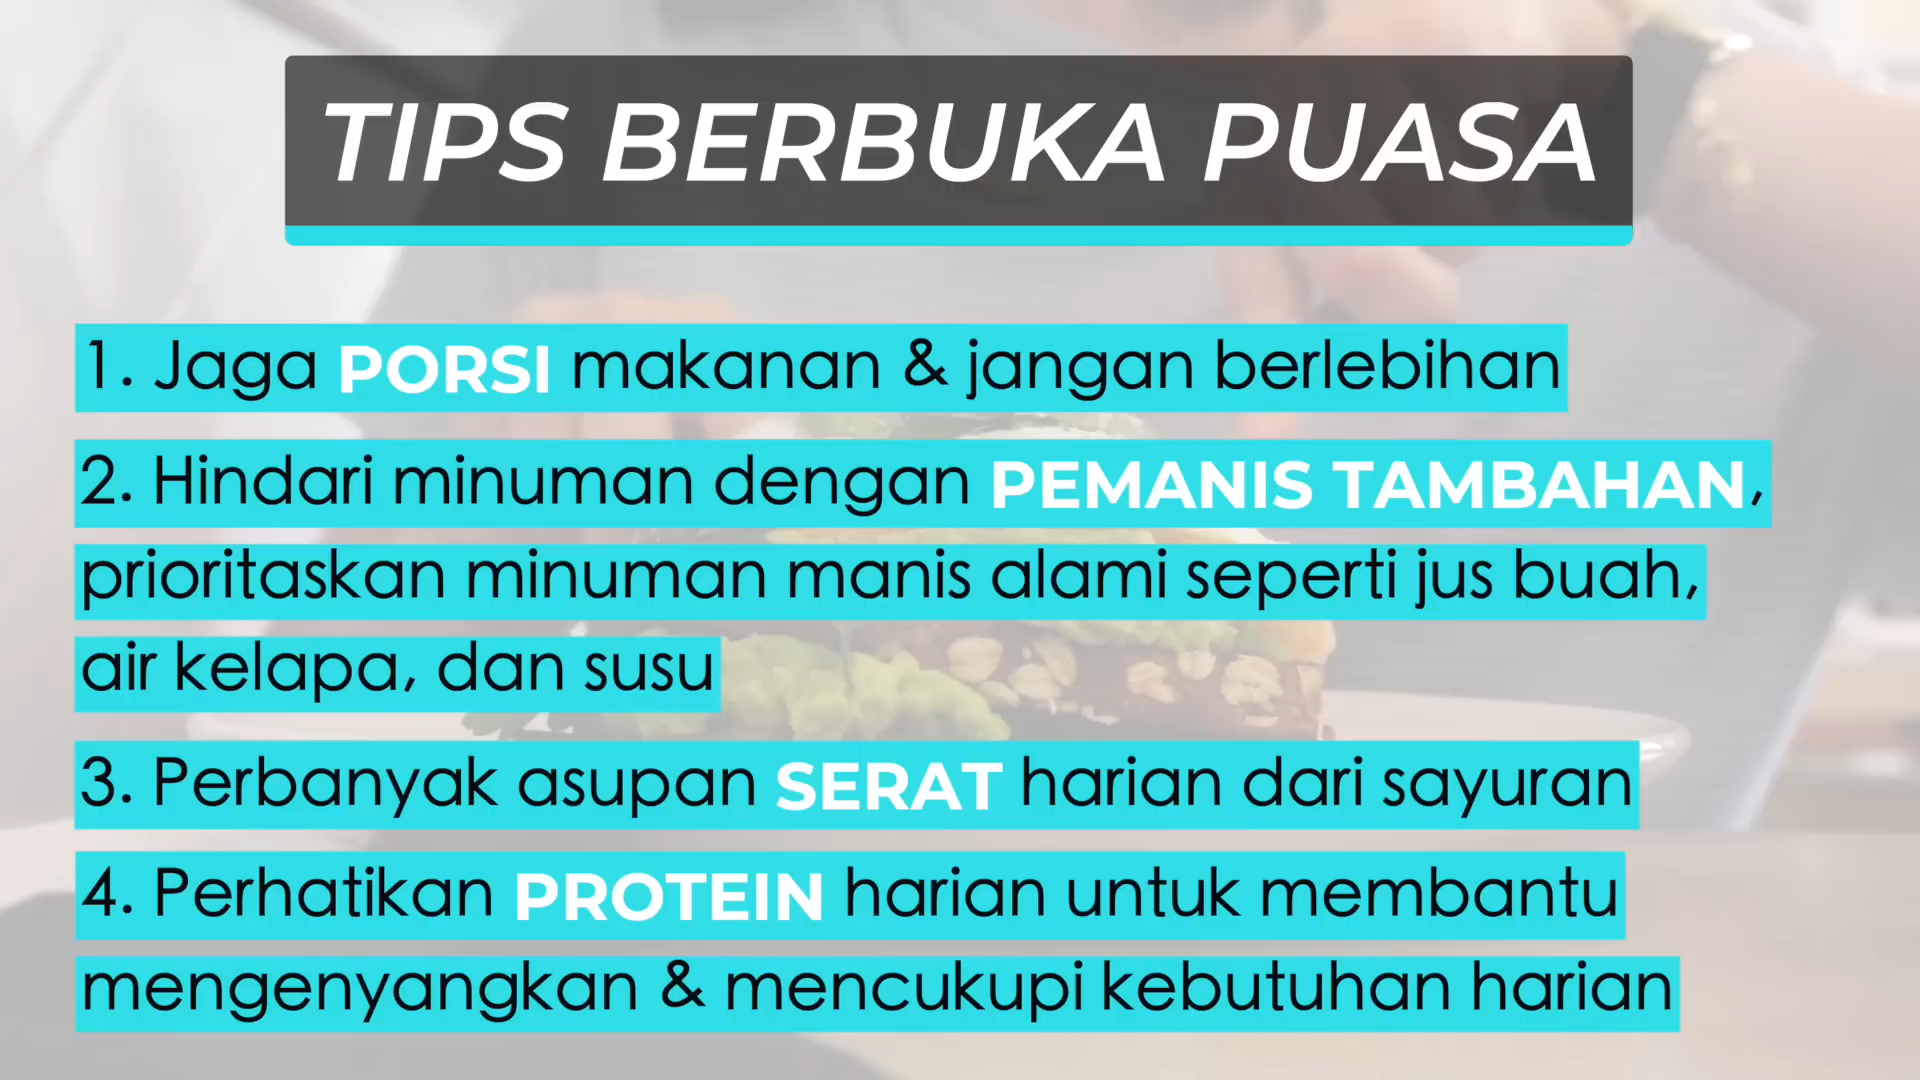 TIPS BERBUKA PUASA
1. Jaga PORSI makanan & jangan berlebihan
2. Hindari minuman dengan PEMANIS TAMBAHAN,
prioritaskan minuman manis alami seperti jus buah,
air kelapa, dan susu
3. Perbanyak asupan SERAT harian dari sayuran
4. Perhatikan PROTEIN harian untuk membantu
mengenyangkan & mencukupi kebutuhan harian